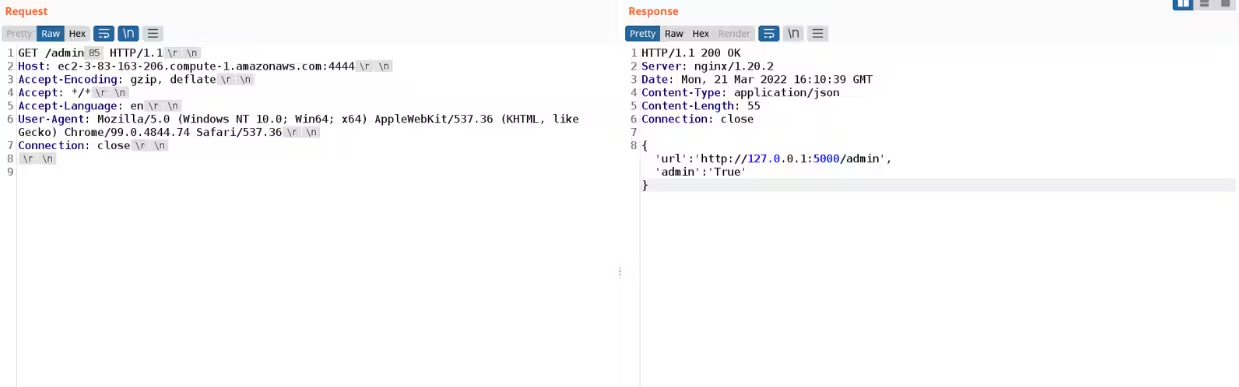 Request
Response
Pretty Raw Hex \n
Pretty Raw Hex Render \n
1 GET /admin85 HTTP/1.1\r \n
2 Host: ec2-3-83-163-206.compute-1.amazonaws.com:4444\r \n
3 Accept-Encoding: gzip, deflate\r \n
4 Accept: */*\r \n
5 Accept-Language: en\r \n
6 User-Agent: Mozilla/5.0 (Windows NT 10.0; Win64; x64) AppleWebKit/537.36 (KHTML, like
Gecko) Chrome/99.0.4844.74 Safari/537.36\r \n
7 Connection: close\r \n
8 \r \n
9
1 HTTP/1.1 200 OK
2 Server: nginx/1.20.2
3 Date: Mon, 21 Mar 2022 16:10:39 GMT
4 Content-Type: application/json
5 Content-Length: 55
6 Connection: close
7
8 {
'url':'http://127.0.0.1:5000/admin',
'admin':'True'
}